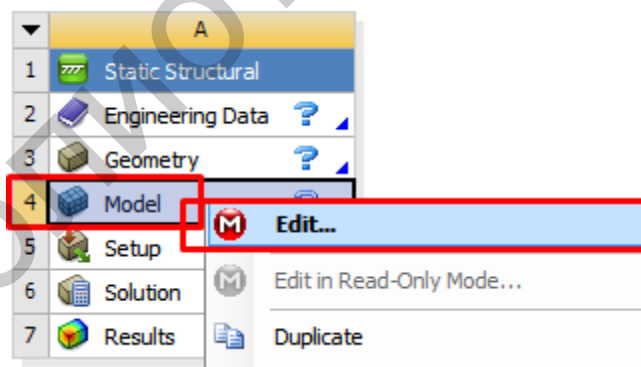 A
1 Static Structural
2 Engineering Data ?
3 Geometry ?
4 Model
5 Setup
6 Solution
7 Results
Edit...
Edit in Read-Only Mode...
Duplicate